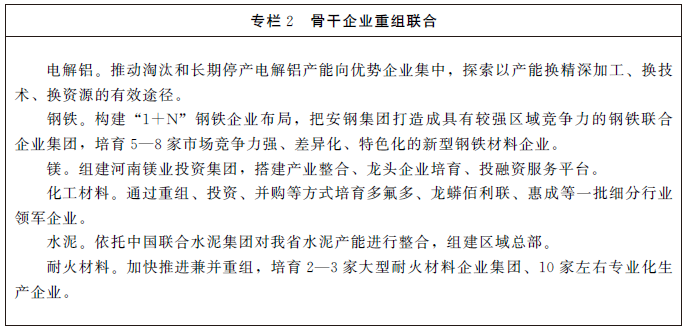 专栏 2　骨干企业重组联合
电解铝。推动淘汰和长期停产电解铝产能向优势企业集中，探索以产能换精深加工、换技
术、换资源的有效途径。
钢铁。构建“1＋N”钢铁企业布局，把安钢集团打造成具有较强区域竞争力的钢铁联合
企业集团，培育 5—8 家市场竞争力强、差异化、特色化的新型钢铁材料企业。
镁。组建河南镁业投资集团，搭建产业整合、龙头企业培育、投融资服务平台。
化工材料。通过重组、投资、并购等方式培育多氟多、龙蟒佰利联、惠成等一批细分行业
领军企业。
水泥。依托中国联合水泥集团对我省水泥产能进行整合，组建区域总部。
耐火材料。加快推进兼并重组，培育 2—3 家大型耐火材料企业集团、10 家左右专业化生
产企业。